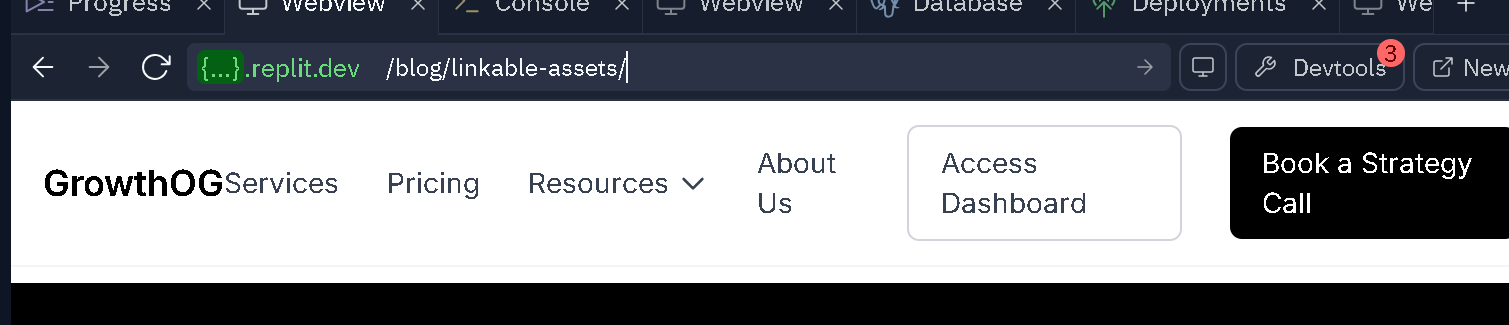 Progress Webview Console Webview Database Deployments We
{...}.replit.dev /blog/linkable-assets/ Devtools 3 New
GrowthOG Services Pricing Resources About Us Access Dashboard Book a Strategy Call